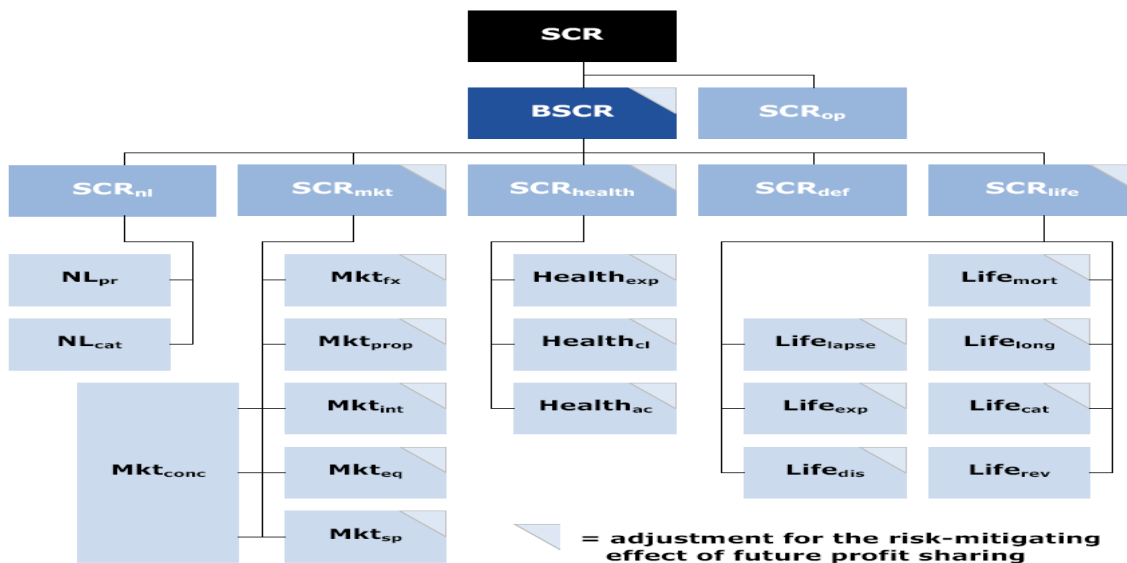 SCR
BSCR
SCRop
SCRnl
SCRmkt
SCRhealth
SCRdef
SCRlife
NLpr
Mktfx
Healthexp
Lifemort
NLcat
Mktprop
Healthcl
Lifelapse
Lifelong
Mktint
Healthac
Lifeexp
Lifecat
Mktconc
Mkteq
Lifedis
Liferev
Mktsp
= adjustment for the risk-mitigating
effect of future profit sharing